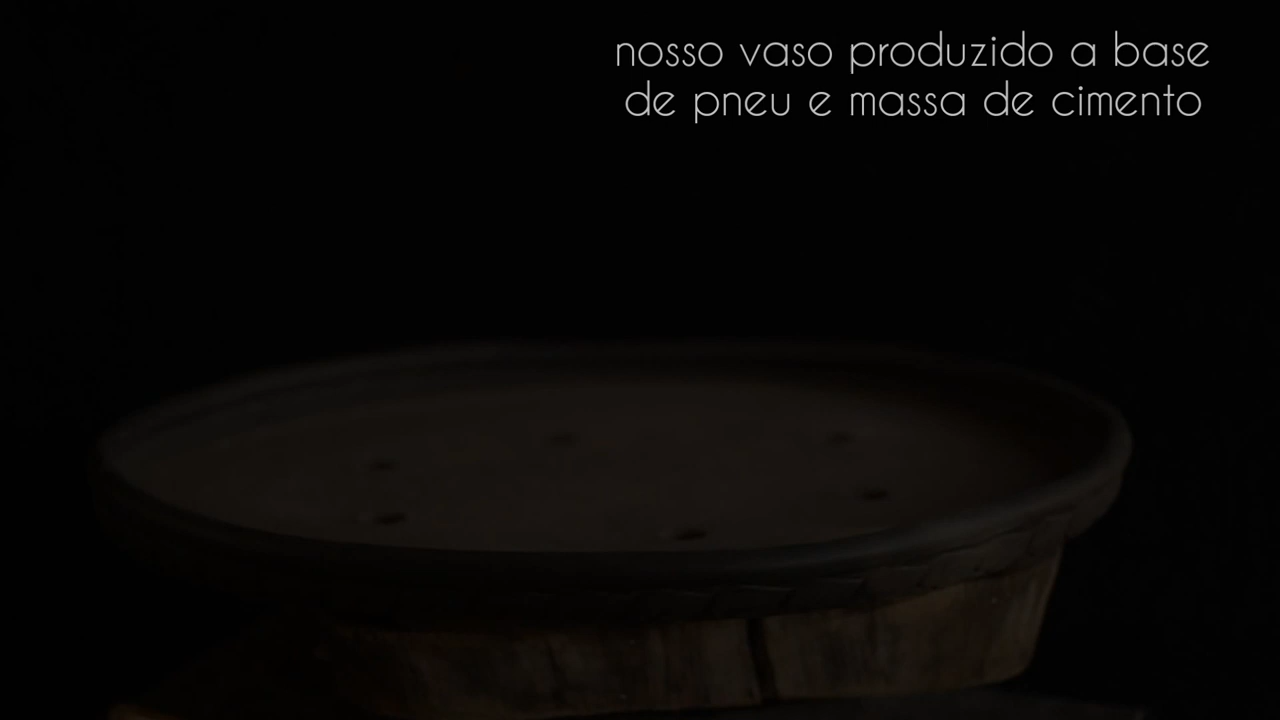 nosso vaso produzido a base
de pneu e massa de cimento